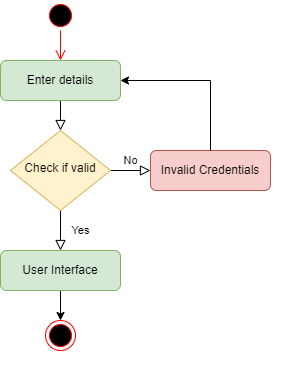 Enter details
Check if valid
No
Invalid Credentials
Yes
User Interface